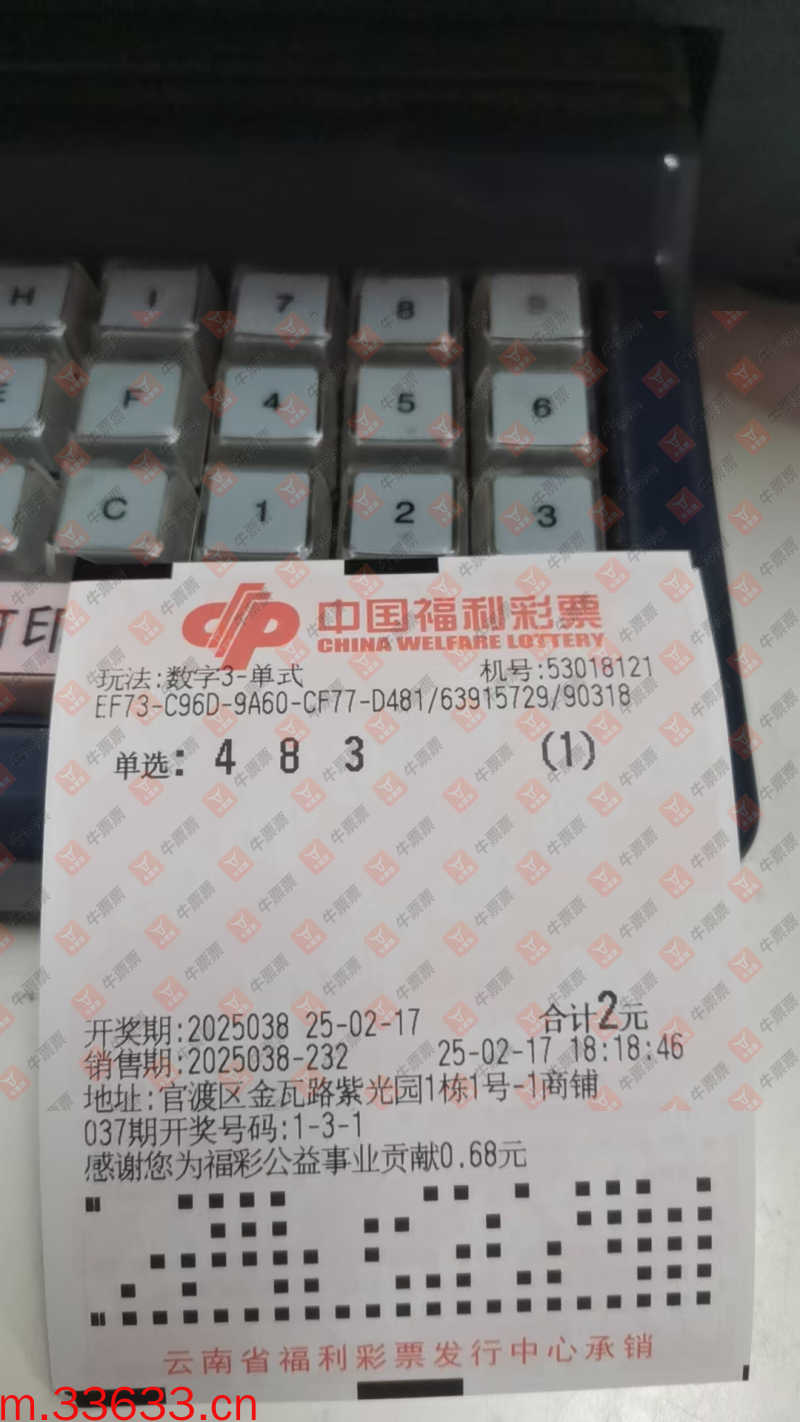 H I 7 8 9
E F 4 5 6
C 1 2 3
打印
中国福利彩票
CHINA WELFARE LOTTERY
玩法:数字3-单式 机号:53018121
EF73-C96D-9A60-CF77-D481/63915729/90318
单选: 4 8 3 (1)
开奖期:2025038 25-02-17 合计2元
销售期:2025038-232 25-02-17 18:18:46
地址:官渡区金瓦路紫光园1栋1号-1商铺
037期开奖号码:1-3-1
感谢您为福彩公益事业贡献0.68元
云南省福利彩票发行中心承销
m.33633.cn
牛票票